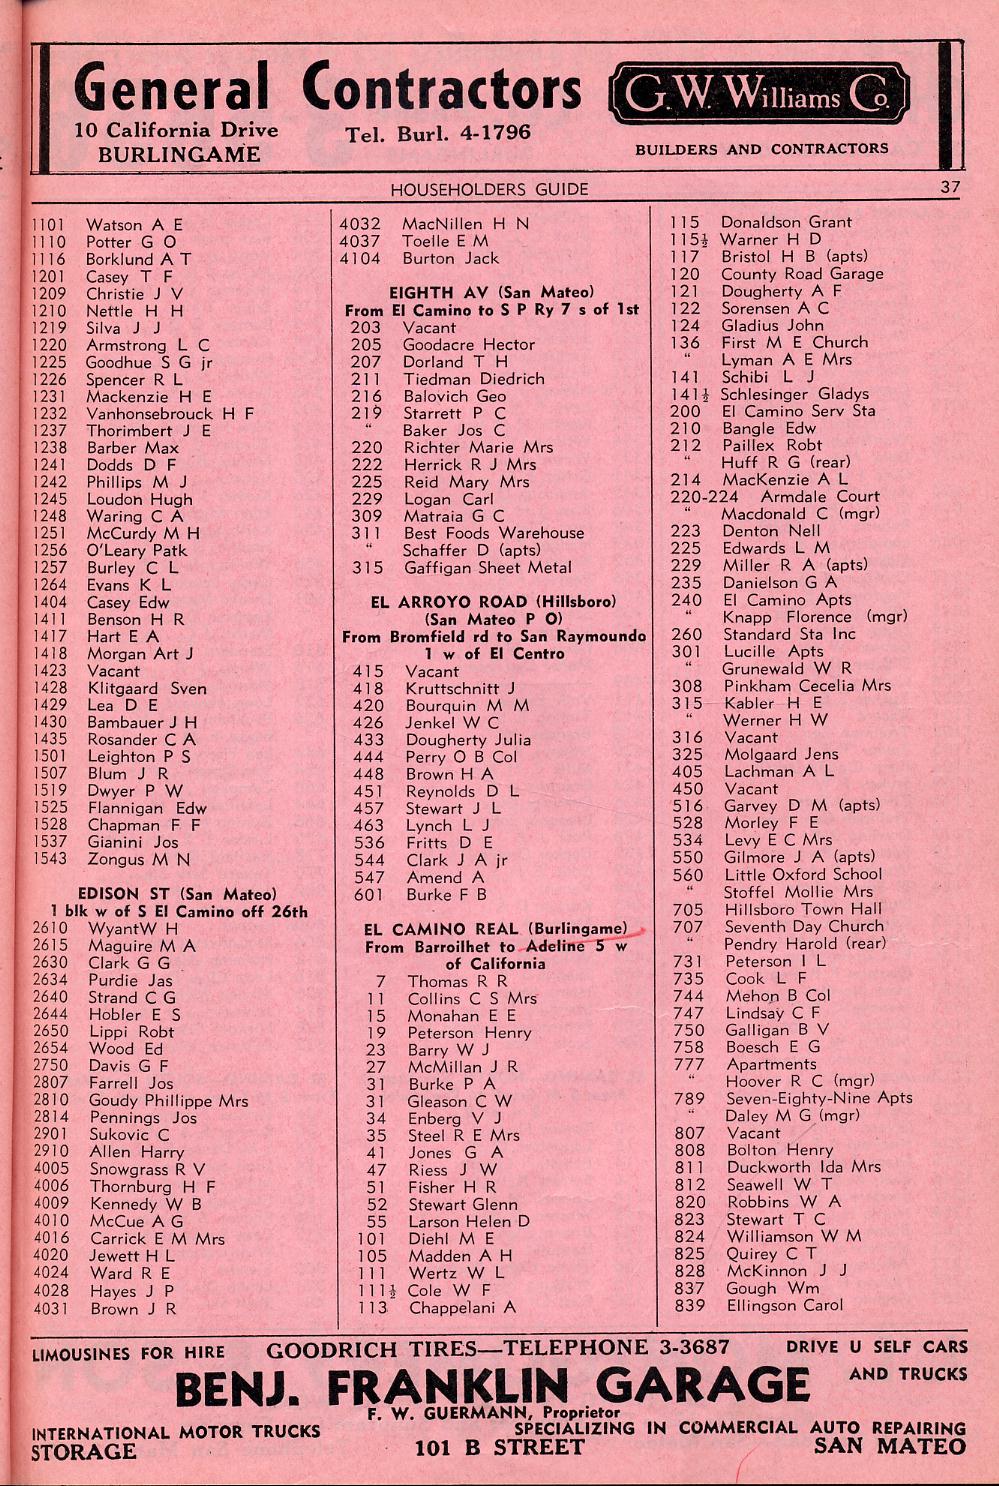 General Contractors
G. W. Williams Co.
10 California Drive
BURLINGAME
Tel. Burl. 4-1796
BUILDERS AND CONTRACTORS
HOUSEHOLDERS GUIDE 37
1101 Watson A E
1110 Potter G O
1116 Borklund A T
1201 Casey T F
1209 Christie J V
1210 Nettle H H
1219 Silva J J
1220 Armstrong L C
1225 Goodhue S G jr
1226 Spencer R L
1231 Mackenzie H E
1232 Vanhonsebrouck H F
1237 Thorimbert J E
1238 Barber Max
1241 Dodds D F
1242 Phillips M J
1245 Loudon Hugh
1248 Waring C A
1251 McCurdy M H
1256 O'Leary Patk
1257 Burley C L
1264 Evans K L
1404 Casey Edw
1411 Benson H R
1417 Hart E A
1418 Morgan Art J
1423 Vacant
1428 Klitgaard Sven
1429 Lea D E
1430 Bambauer J H
1435 Rosander C A
1501 Leighton P S
1507 Blum J R
1519 Dwyer P W
1525 Flannigan Edw
1528 Chapman F F
1537 Gianini Jos
1543 Zongus M N
EDISON ST (San Mateo)
1 blk w of S El Camino off 26th
2610 WyantW H
2615 Maguire M A
2630 Clark G G
2634 Purdie Jas
2640 Strand C G
2644 Hobler E S
2650 Lippi Robt
2654 Wood Ed
2750 Davis G F
2807 Farrell Jos
2810 Goudy Phillippe Mrs
2814 Pennings Jos
2901 Sukovic C
2910 Allen Harry
4005 Snowgrass R V
4006 Thornburg H F
4009 Kennedy W B
4010 McCue A G
4016 Carrick E M Mrs
4020 Jewett H L
4024 Ward R E
4028 Hayes J P
4031 Brown J R
4032 MacNillen H N
4037 Toelle E M
4104 Burton Jack
EIGHTH AV (San Mateo)
From El Camino to S P Ry 7 s of 1st
203 Vacant
205 Goodacre Hector
207 Dorland T H
211 Tiedman Diedrich
216 Balovich Geo
219 Starrett P C
" Baker Jos C
220 Richter Marie Mrs
222 Herrick R J Mrs
225 Reid Mary Mrs
229 Logan Carl
309 Matraia G C
311 Best Foods Warehouse
" Schaffer D (apts)
315 Gaffigan Sheet Metal
EL ARROYO ROAD (Hillsboro)
(San Mateo P O)
From Bromfield rd to San Raymoundo
1 w of El Centro
415 Vacant
418 Kruttschnitt J
420 Bourquin M M
426 Jenkel W C
433 Dougherty Julia
444 Perry O B Col
448 Brown H A
451 Reynolds D L
457 Stewart J L
463 Lynch L J
536 Fritts D E
544 Clark J A jr
547 Amend A
601 Burke F B
EL CAMINO REAL (Burlingame)
From Barroilhet to Adeline 5 w
of California
7 Thomas R R
11 Collins C S Mrs
15 Monahan E E
19 Peterson Henry
23 Barry W J
27 McMillan J R
31 Burke P A
31 Gleason C W
34 Enberg V J
35 Steel R E Mrs
41 Jones G A
47 Riess J W
51 Fisher H R
52 Stewart Glenn
55 Larson Helen D
101 Diehl M E
105 Madden A H
111 Wertz W L
111½ Cole W F
113 Chappelani A
115 Donaldson Grant
115½ Warner H D
117 Bristol H B (apts)
120 County Road Garage
121 Dougherty A F
122 Sorensen A C
124 Gladius John
136 First M E Church
" Lyman A E Mrs
141 Schibi L J
141½ Schlesinger Gladys
200 El Camino Serv Sta
210 Bangle Edw
212 Paillex Robt
" Huff R G (rear)
214 MacKenzie A L
220-224 Armdale Court
" Macdonald C (mgr)
223 Denton Nell
225 Edwards L M
229 Miller R A (apts)
235 Danielson G A
240 El Camino Apts
" Knapp Florence (mgr)
260 Standard Sta Inc
301 Lucille Apts
" Grunewald W R
308 Pinkham Cecelia Mrs
315 Kabler H E
" Werner H W
316 Vacant
325 Molgaard Jens
405 Lachman A L
450 Vacant
516 Garvey D M (apts)
528 Morley F E
534 Levy E C Mrs
550 Gilmore J A (apts)
560 Little Oxford School
" Stoffel Mollie Mrs
705 Hillsboro Town Hall
707 Seventh Day Church
" Pendry Harold (rear)
731 Peterson I L
735 Cook L F
744 Mehon B Col
747 Lindsay C F
750 Galligan B V
758 Boesch E G
777 Apartments
" Hoover R C (mgr)
789 Seven-Eighty-Nine Apts
" Daley M G (mgr)
807 Vacant
808 Bolton Henry
811 Duckworth Ida Mrs
812 Seawell W T
820 Robbins W A
823 Stewart T C
824 Williamson W M
825 Quirey C T
828 McKinnon J J
837 Gough Wm
839 Ellingson Carol
LIMOUSINES FOR HIRE GOODRICH TIRES—TELEPHONE 3-3687 DRIVE U SELF CARS
BENJ. FRANKLIN GARAGE AND TRUCKS
F. W. GUERMANN, Proprietor
INTERNATIONAL MOTOR TRUCKS SPECIALIZING IN COMMERCIAL AUTO REPAIRING
STORAGE 101 B STREET SAN MATEO